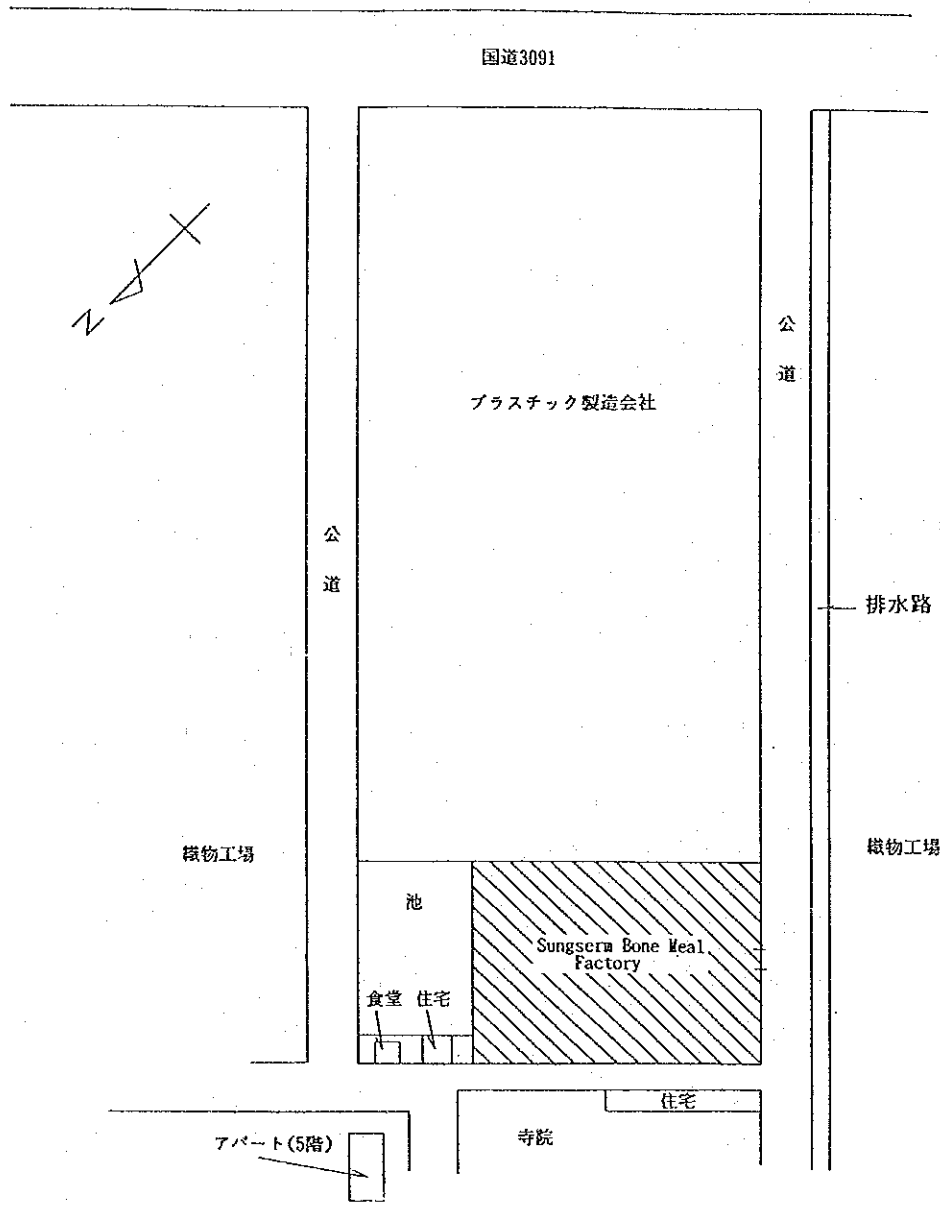 国道3091
N
公道
プラスチック製造会社
公道
排水路
織物工場
織物工場
池
Sungserm Bone Meal
Factory
食堂 住宅
住宅
寺院
アパート(5階)